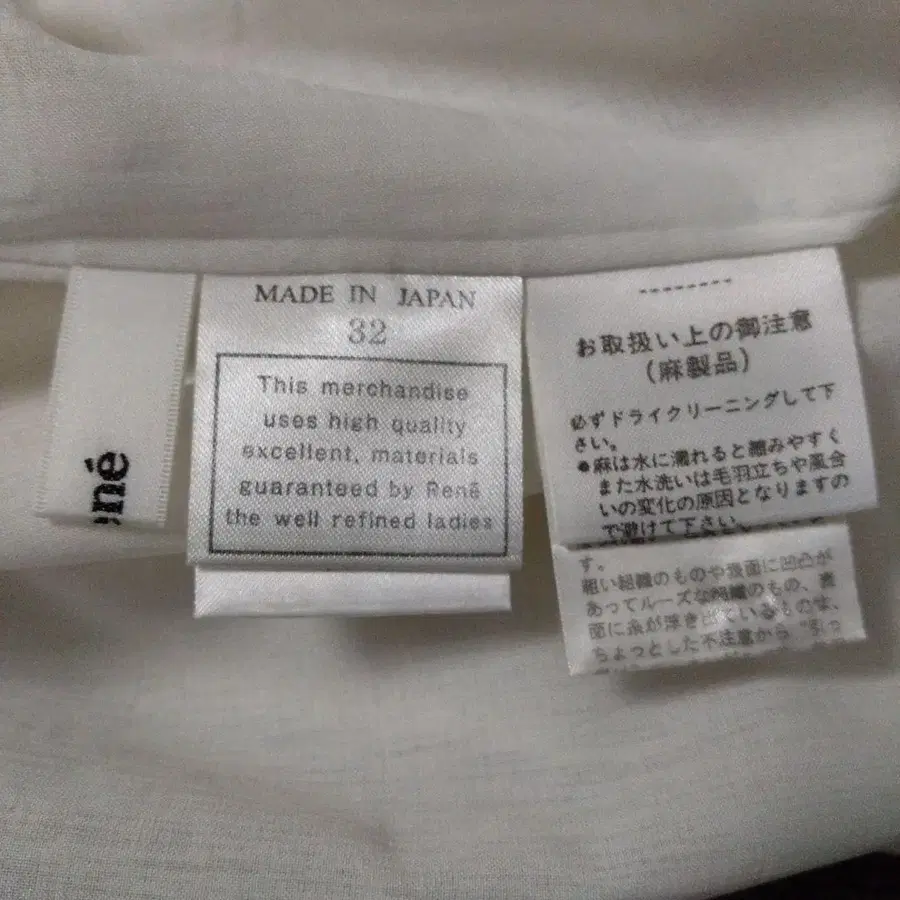 ené
MADE IN JAPAN
32
This merchandise
uses high quality
excellent, materials
guaranteed by René
the well refined ladies
お取扱い上の御注意
(麻製品)
必ずドライクリーニングして下
さい。
●麻は水に濡れると縮みやすく
また水洗いは毛羽立ちや風合
いの変化の原因となりますの
で避けて下さい。
す。
粗い組織のものや表面に凹凸が
あってルーズな組織のもの、表
面に糸が浮き出ているものは、
ちょっとした不注意から"引っ